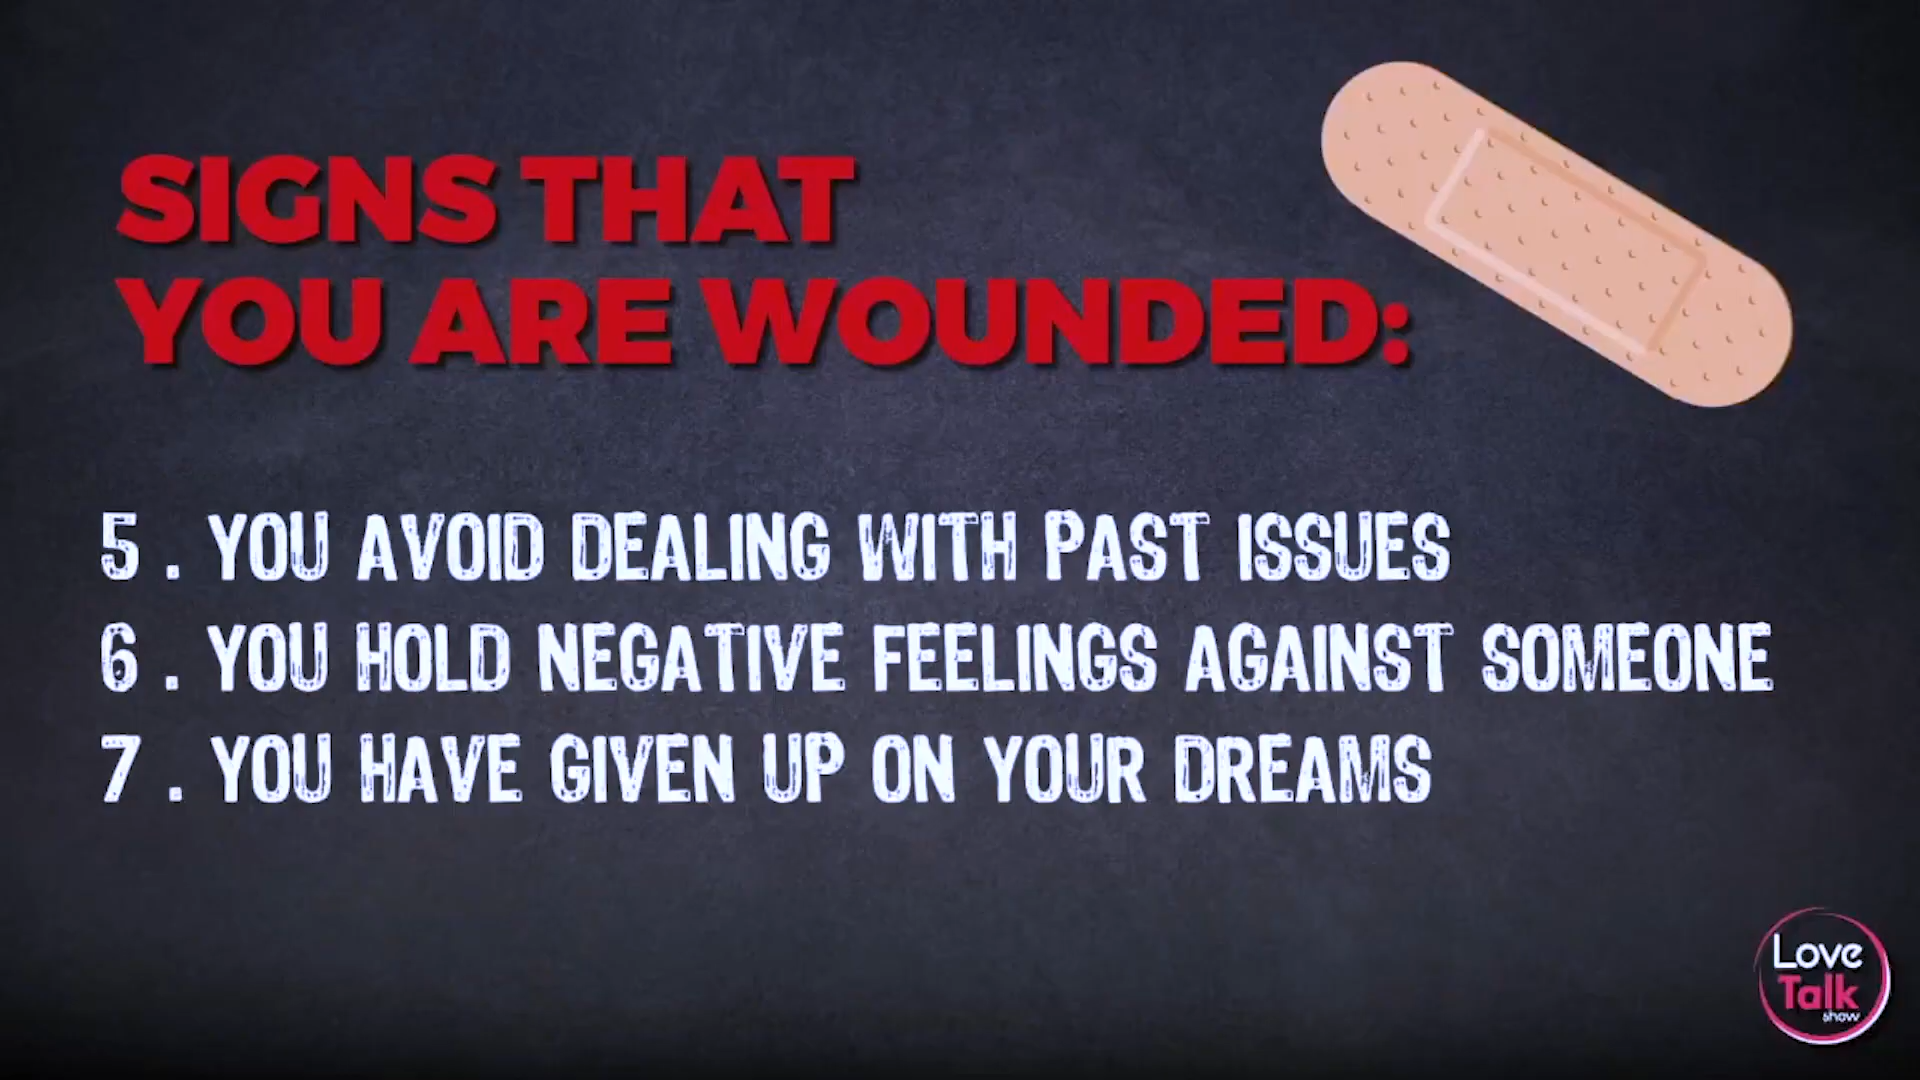 SIGNS THAT
YOU ARE WOUNDED:
5 . YOU AVOID DEALING WITH PAST ISSUES
6 . YOU HOLD NEGATIVE FEELINGS AGAINST SOMEONE
7 . YOU HAVE GIVEN UP ON YOUR DREAMS
Love
Talk
show